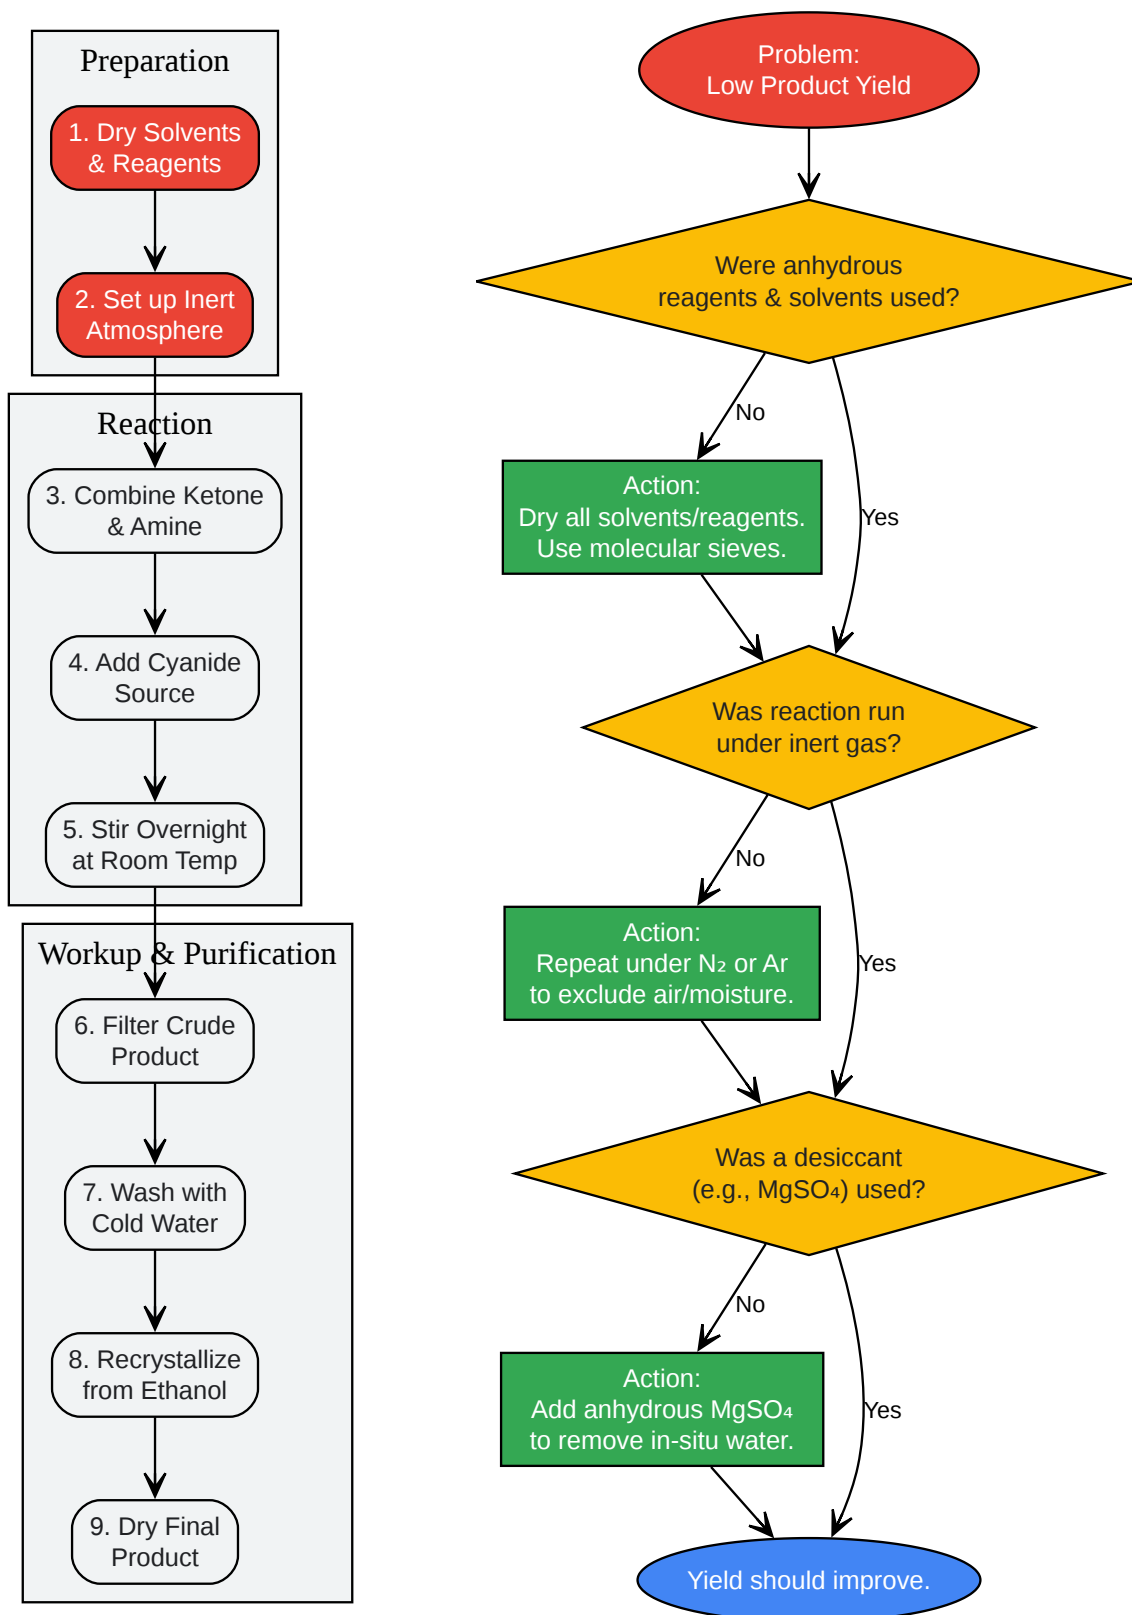 Preparation
1. Dry Solvents
& Reagents
2. Set up Inert
Atmosphere
Reaction
3. Combine Ketone
& Amine
4. Add Cyanide
Source
5. Stir Overnight
at Room Temp
Workup & Purification
6. Filter Crude
Product
7. Wash with
Cold Water
8. Recrystallize
from Ethanol
9. Dry Final
Product
Problem:
Low Product Yield
Were anhydrous
reagents & solvents used?
No
Yes
Action:
Dry all solvents/reagents.
Use molecular sieves.
Was reaction run
under inert gas?
No
Yes
Action:
Repeat under N₂ or Ar
to exclude air/moisture.
Was a desiccant
(e.g., MgSO₄) used?
No
Yes
Action:
Add anhydrous MgSO₄
to remove in-situ water.
Yield should improve.